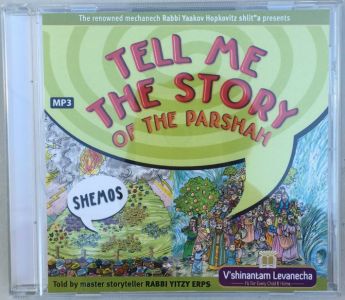 The renowned mechanech Rabbi Yaakov Hopkovitz shlit"a presents
TELL ME
THE STORY
OF THE PARSHAH
MP3
SHEMOS
V'shinantam Levanecha
Told by master storyteller RABBI YITZY ERPS